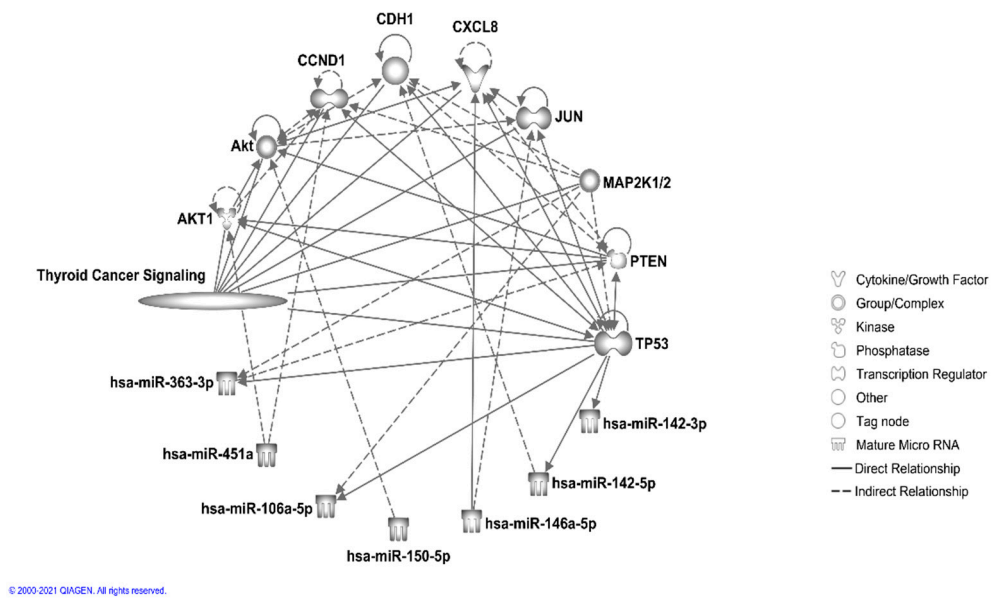 CDH1
CXCL8
CCND1
JUN
Akt
MAP2K1/2
AKT1
PTEN
Thyroid Cancer Signaling
TP53
hsa-miR-363-3p
hsa-miR-142-3p
hsa-miR-451a
hsa-miR-142-5p
hsa-miR-106a-5p
hsa-miR-146a-5p
hsa-miR-150-5p
Cytokine/Growth Factor
Group/Complex
Kinase
Phosphatase
Transcription Regulator
Other
Tag node
Mature Micro RNA
Direct Relationship
Indirect Relationship
© 2000-2021 QIAGEN. All rights reserved.